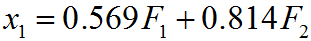 x₁ = 0.569F₁ + 0.814F₂